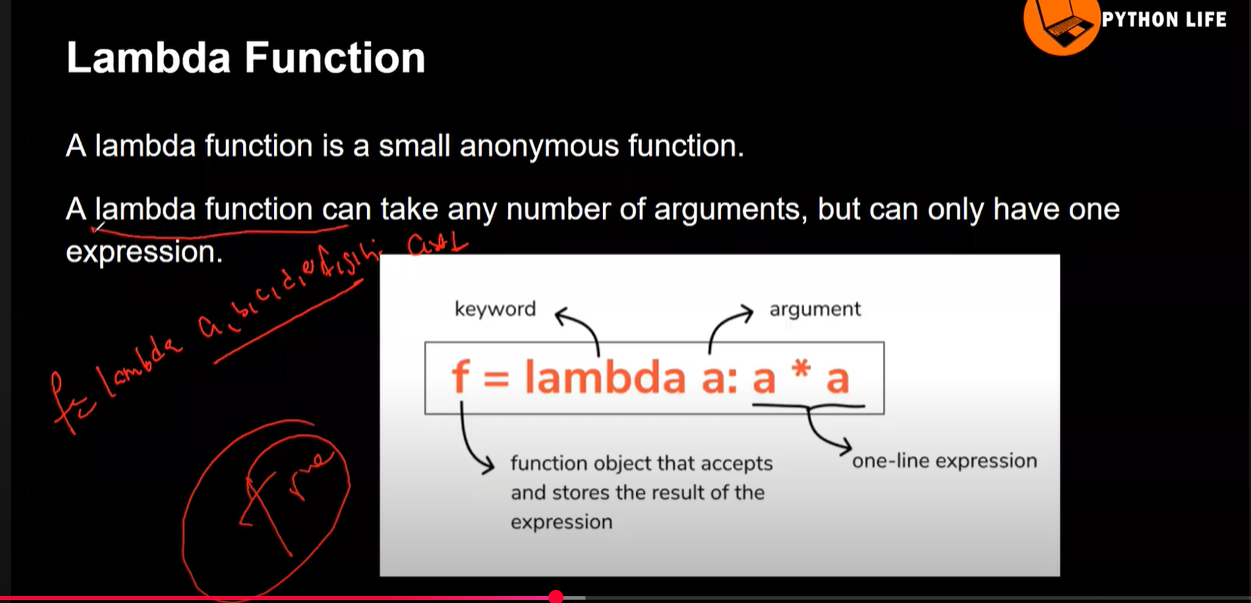 PYTHON LIFE
Lambda Function
A lambda function is a small anonymous function.
A lambda function can take any number of arguments, but can only have one
expression.
f = lambda a, b, c, d, e, f, g, h:
keyword
argument
f = lambda a: a * a
function object that accepts
and stores the result of the
expression
one-line expression
True